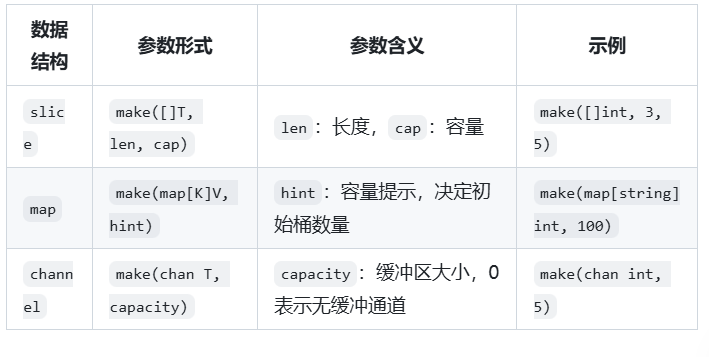 数据
结构
参数形式
参数含义
示例
slic
e
make([]T,
len, cap)
len：长度，cap：容量
make([]int, 3,
5)
map
make(map[K]V,
hint)
hint：容量提示，决定初
始桶数量
make(map[string]
int, 100)
chann
el
make(chan T,
capacity)
capacity：缓冲区大小，0
表示无缓冲通道
make(chan int,
5)